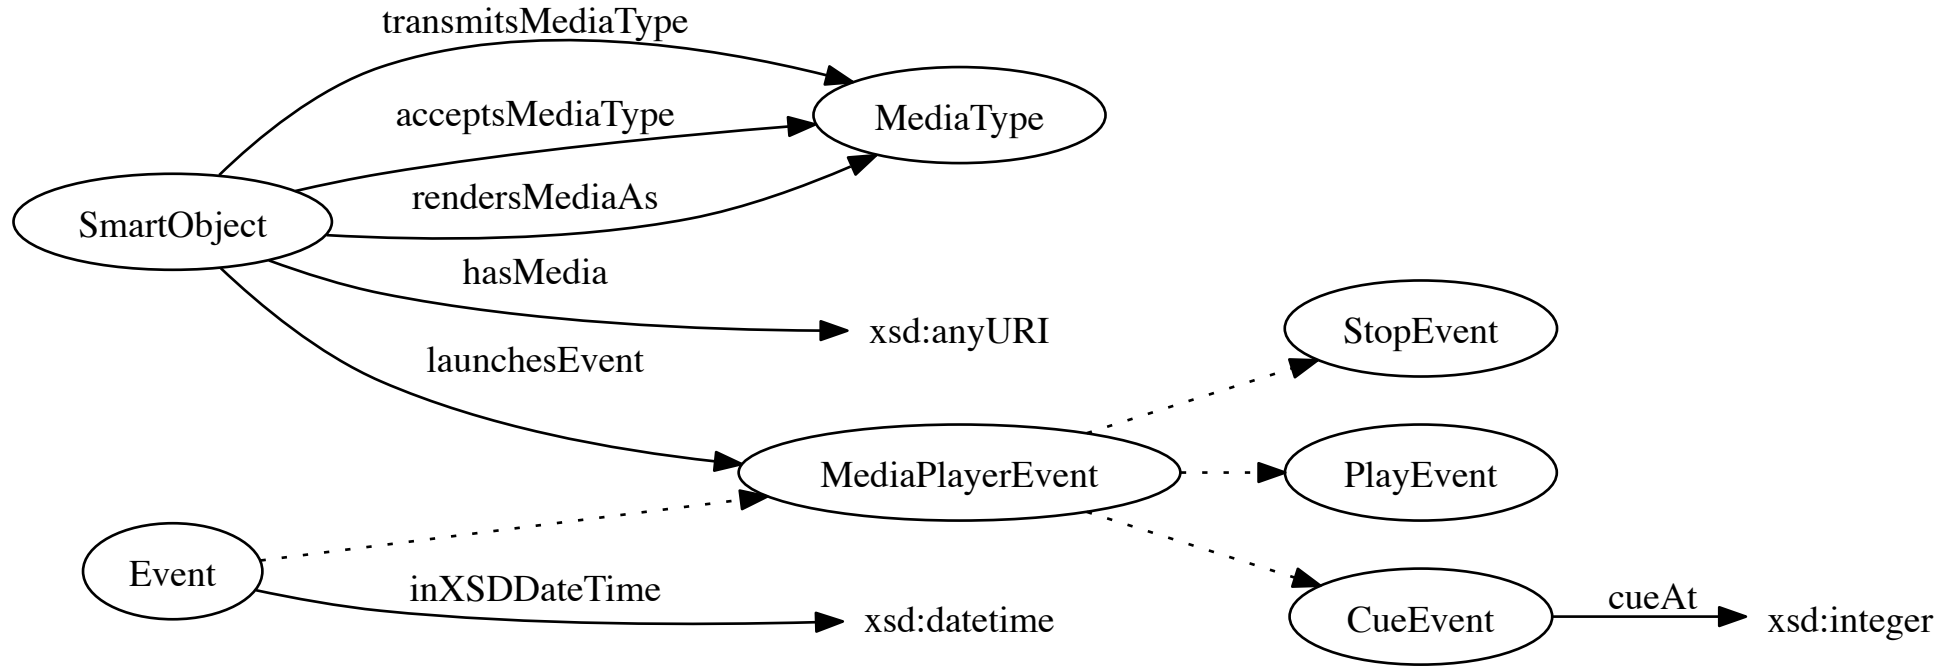 transmitsMediaType
acceptsMediaType
MediaType
rendersMediaAs
SmartObject
hasMedia
xsd:anyURI
StopEvent
launchesEvent
MediaPlayerEvent
PlayEvent
Event
inXSDDateTime
xsd:datetime
CueEvent
cueAt
xsd:integer